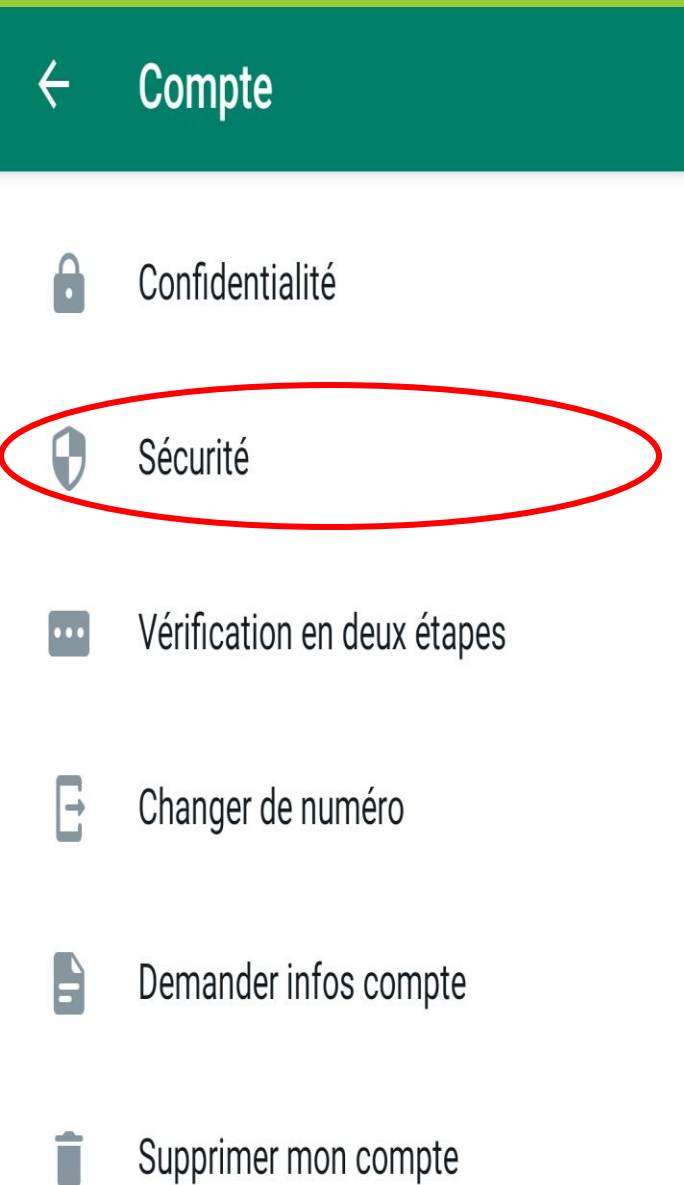 Compte
Confidentialité
Sécurité
Vérification en deux étapes
Changer de numéro
Demander infos compte
Supprimer mon compte